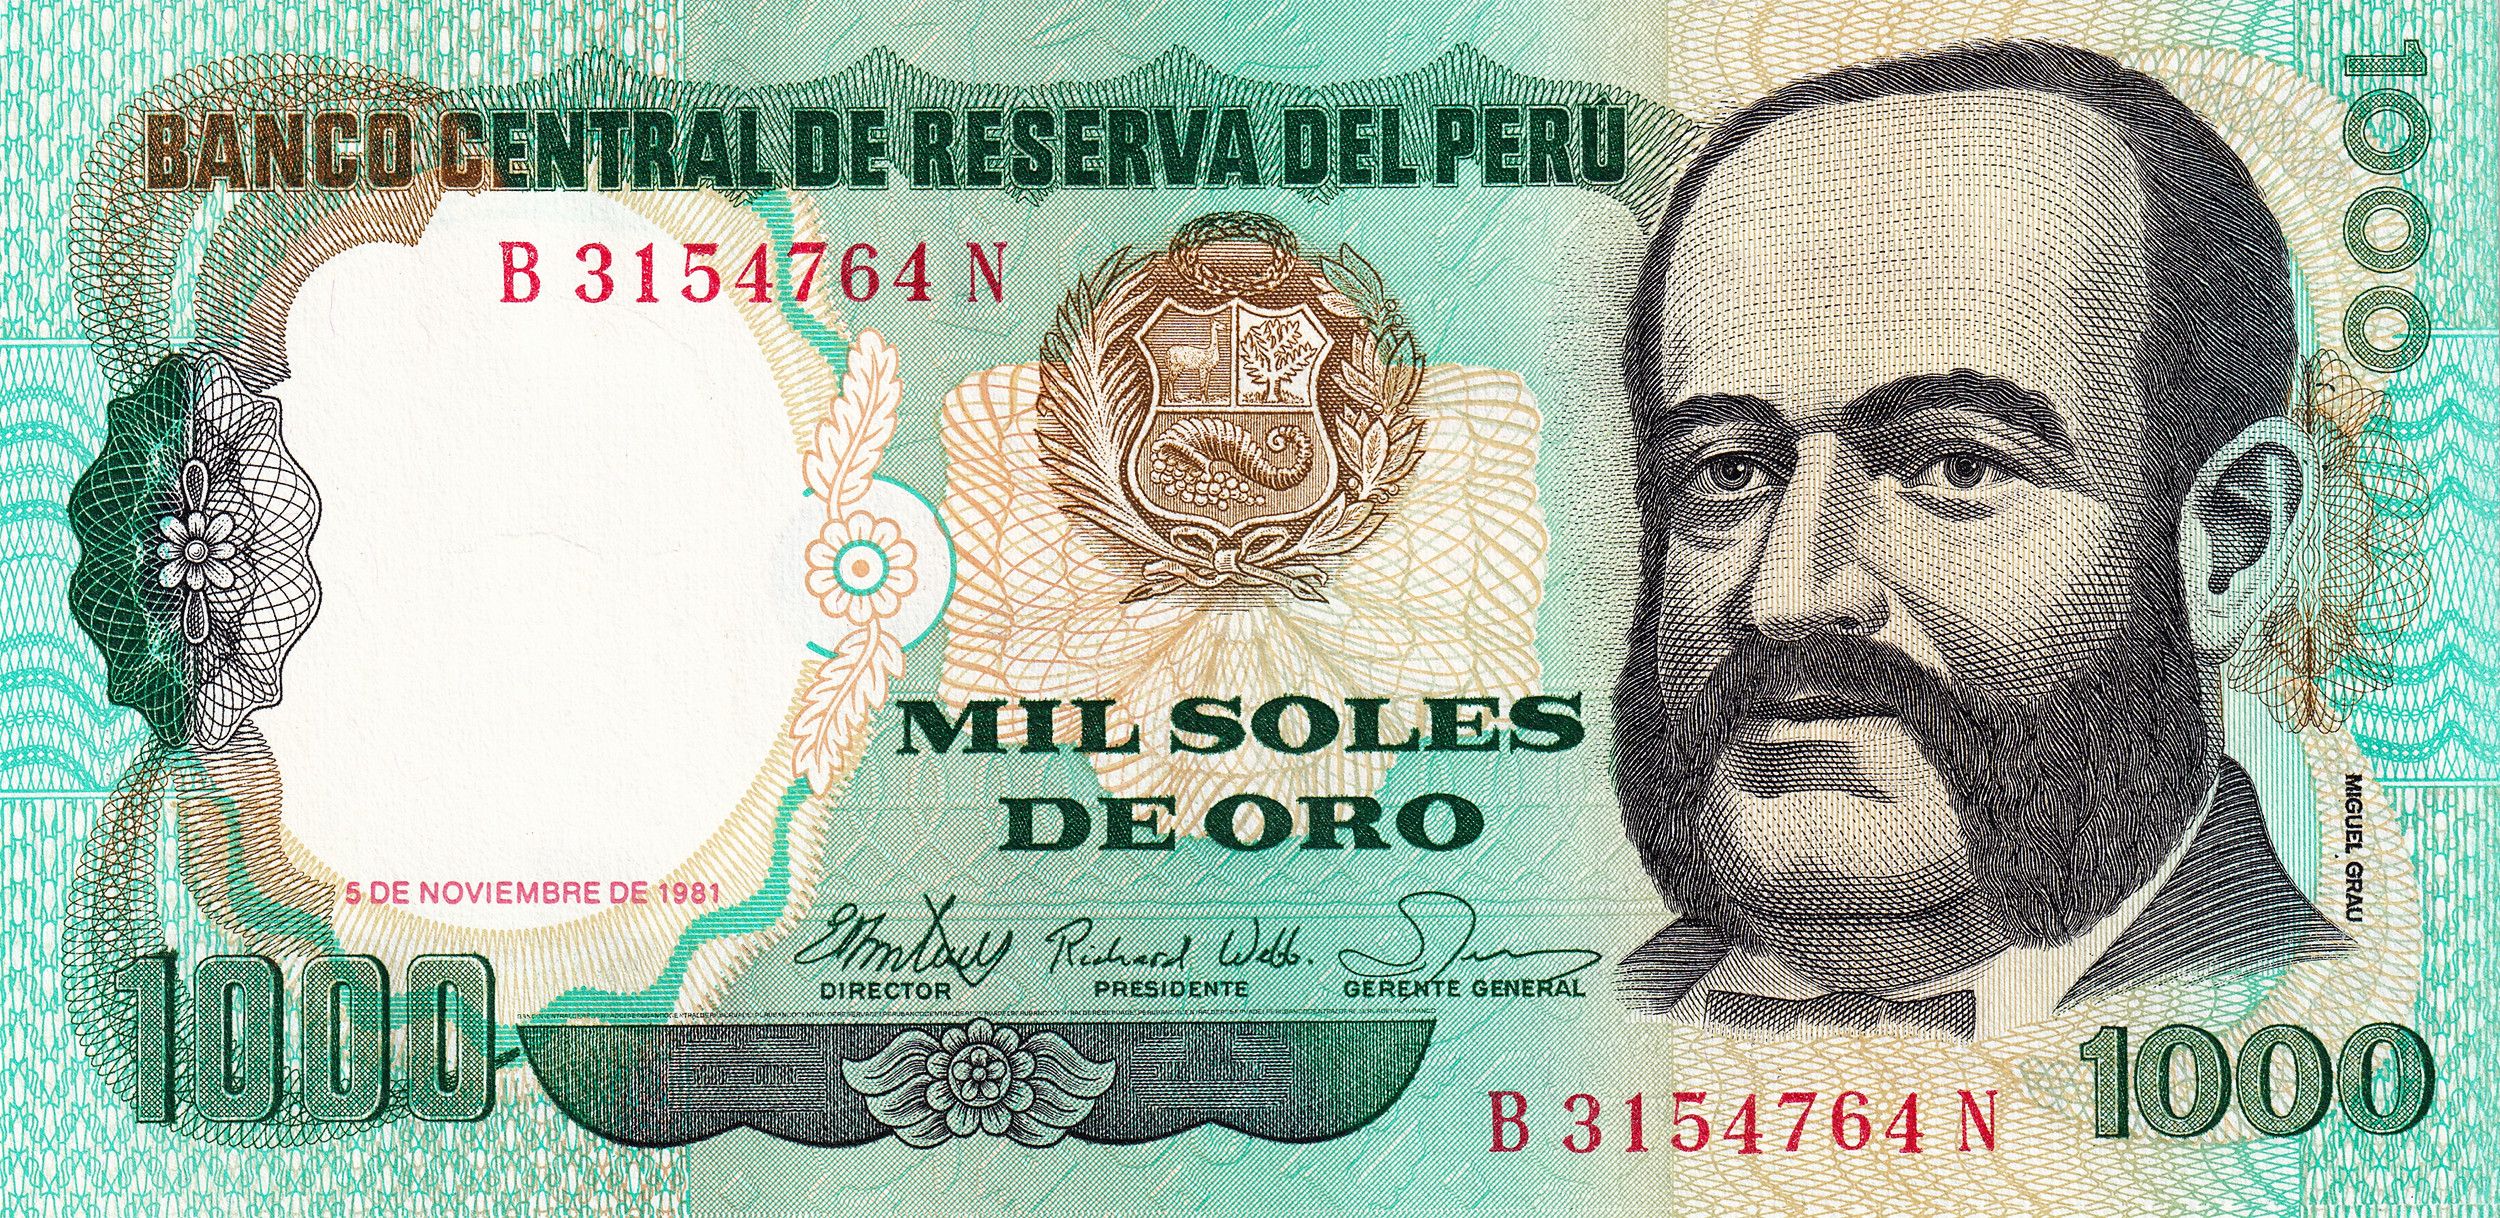 BANCO CENTRAL DE RESERVA DEL PERÚ
1000
B 3154764 N
MIL SOLES
DE ORO
MIGUEL GRAU
5 DE NOVIEMBRE DE 1981
Richard Webb.
DIRECTOR PRESIDENTE GERENTE GENERAL
1000
1000
B 3154764 N